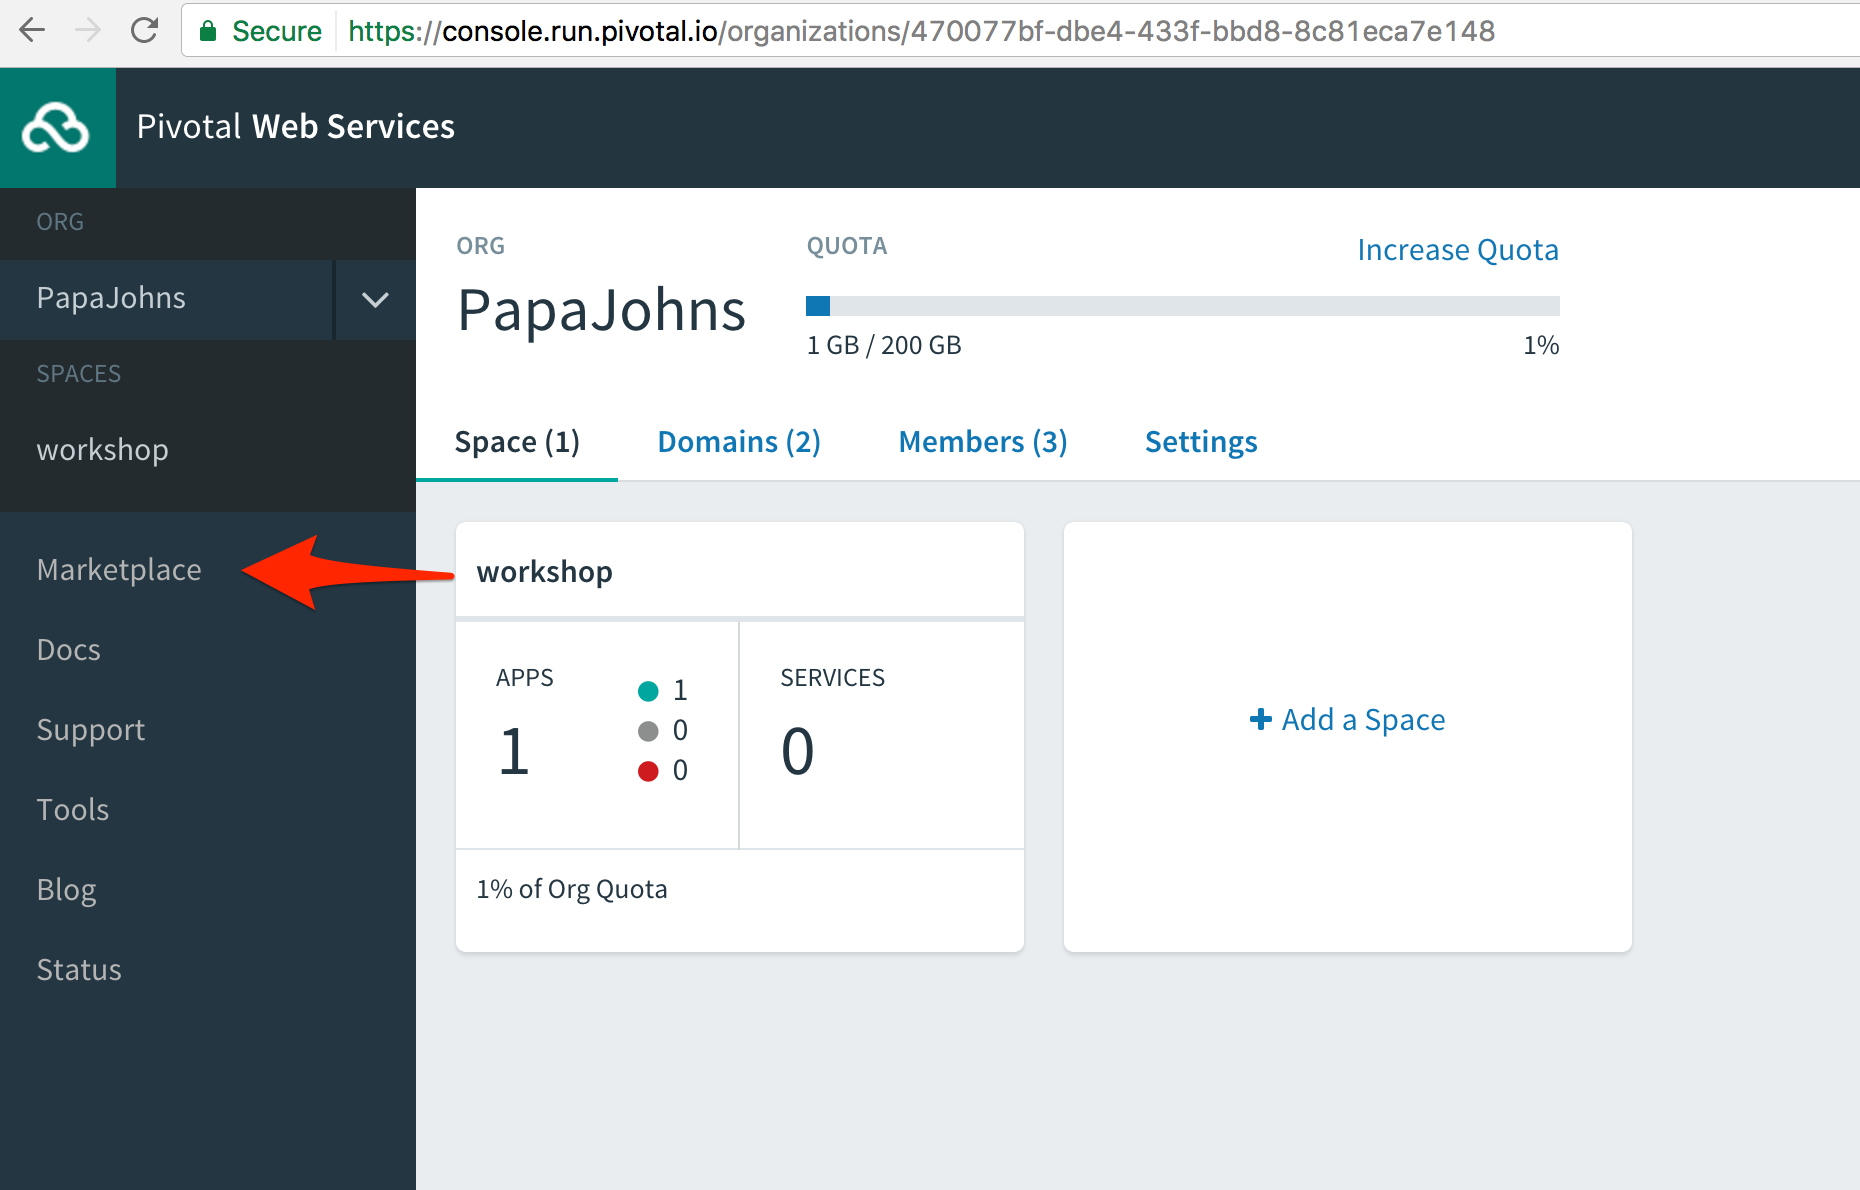 Secure https://console.run.pivotal.io/organizations/470077bf-dbe4-433f-bbd8-8c81eca7e148
Pivotal Web Services
ORG
PapaJohns
SPACES
workshop
Marketplace
Docs
Support
Tools
Blog
Status
ORG
PapaJohns
QUOTA
Increase Quota
1 GB / 200 GB
1%
Space (1)
Domains (2)
Members (3)
Settings
workshop
APPS
1
1
0
0
SERVICES
0
1% of Org Quota
+ Add a Space